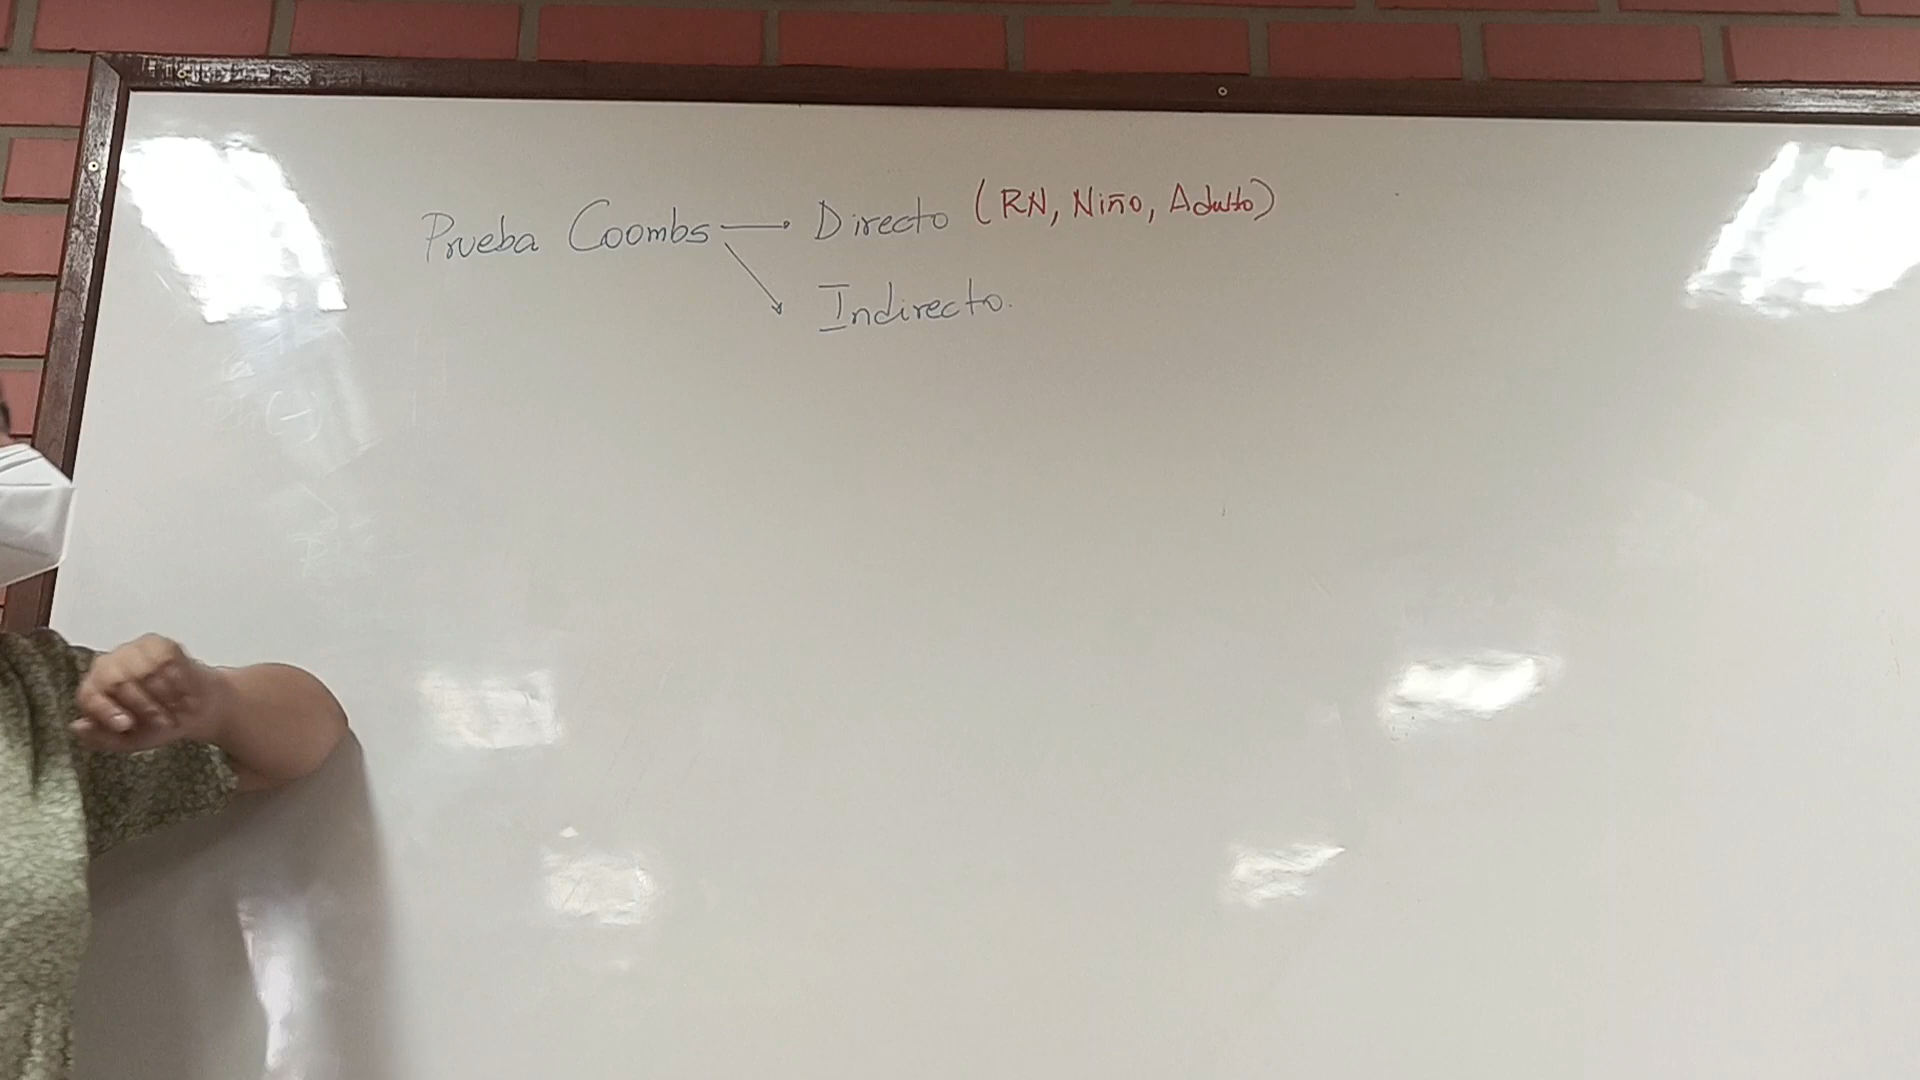 Prueba Coombs → Directo (RN, Niño, Adulto)
↘ Indirecto.
(-)